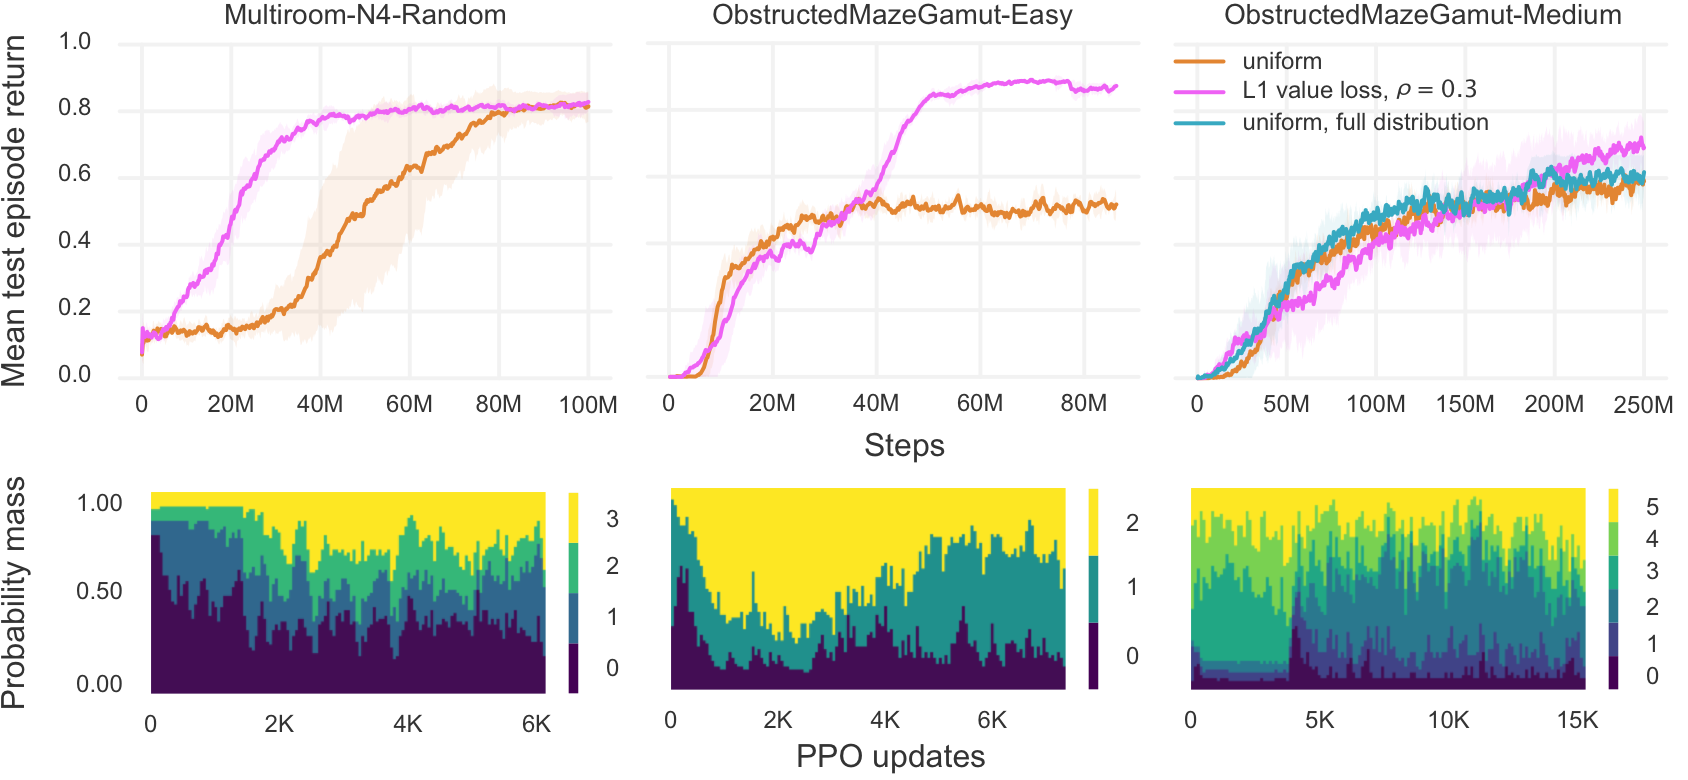 Multiroom-N4-Random
ObstructedMazeGamut-Easy
ObstructedMazeGamut-Medium
Mean test episode return
1.0
0.8
0.6
0.4
0.2
0.0
uniform
L1 value loss, ρ = 0.3
uniform, full distribution
0 20M 40M 60M 80M 100M
0 20M 40M 60M 80M
0 50M 100M 150M 200M 250M
Steps
Probability mass
1.00
0.50
0.00
3
2
1
0
2
1
0
5
4
3
2
1
0
0 2K 4K 6K
0 2K 4K 6K
0 5K 10K 15K
PPO updates